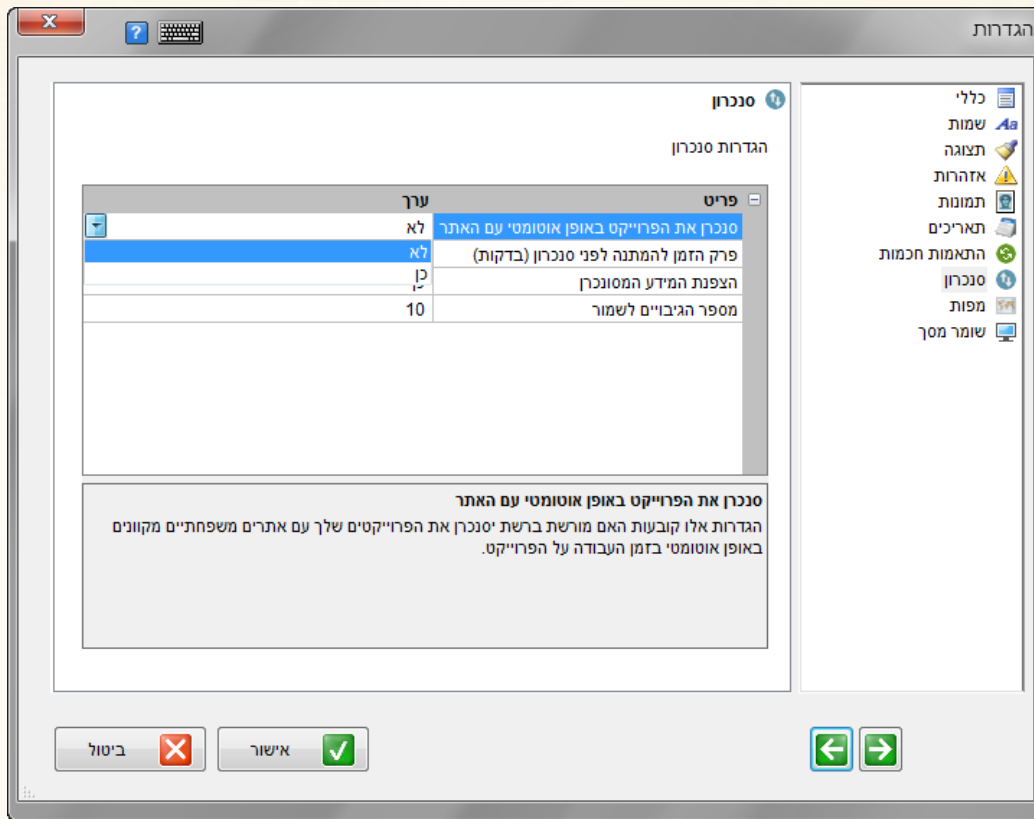 הגדרות
כללי
שמות
תצוגה
אזהרות
תמונות
תאריכים
התאמות חכמות
סנכרון
מפות
שומר מסך
סנכרון
הגדרות סנכרון
פריט ערך
סנכרן את הפרוייקט באופן אוטומטי עם האתר לא
פרק הזמן להמתנה לפני סנכרון (בדקות) לא
הצפנת המידע המסונכרן כן
מספר הגיבויים לשמור 10
סנכרן את הפרוייקט באופן אוטומטי עם האתר
הגדרות אלו קובעות האם מורשת ברשת יסנכרן את הפרוייקטים שלך עם אתרים משפחתיים מקוונים
באופן אוטומטי בזמן העבודה על הפרוייקט.
אישור ביטול